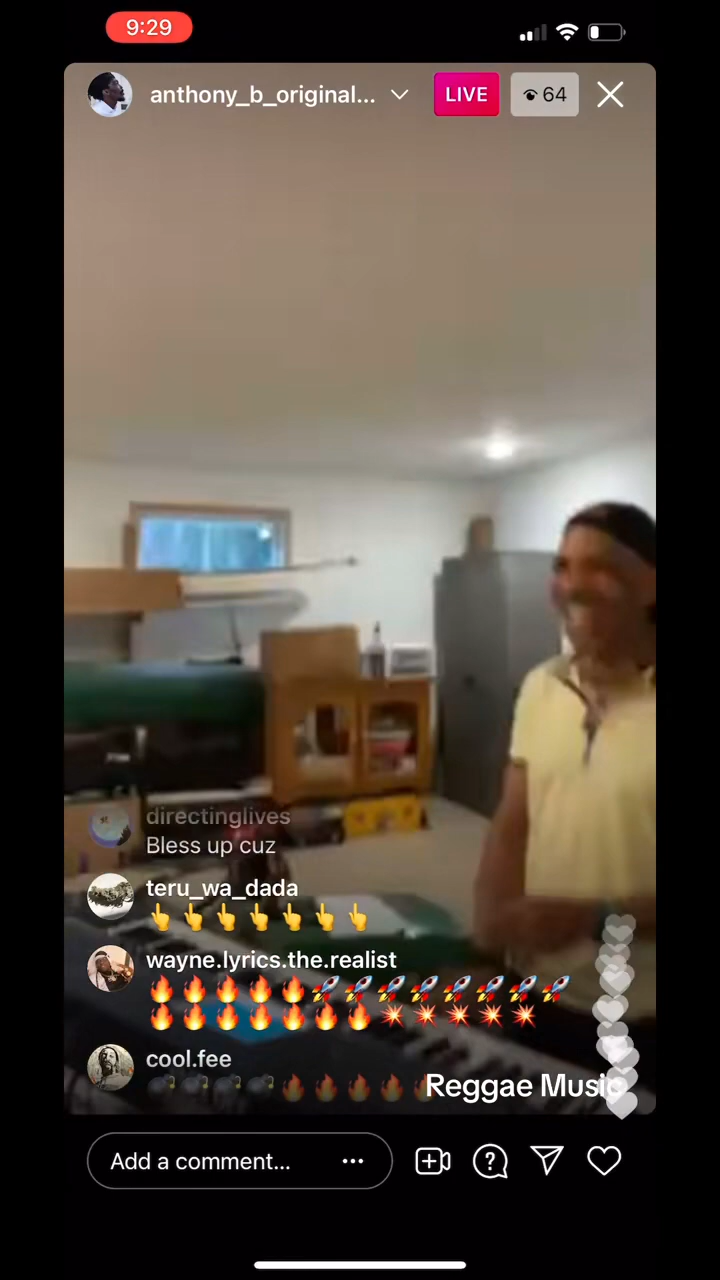 9:29
anthony_b_original...
LIVE
64
directinglives
Bless up cuz
teru_wa_dada
👆👆👆👆👆👆👆
wayne.lyrics.the.realist
🔥🔥🔥🔥🔥🚀🚀🚀🚀🚀🚀🚀🚀
🔥🔥🔥🔥🔥🔥🔥💥💥💥💥💥
cool.fee
💣💣💣💣🔥🔥🔥🔥🔥
Reggae Music
Add a comment...